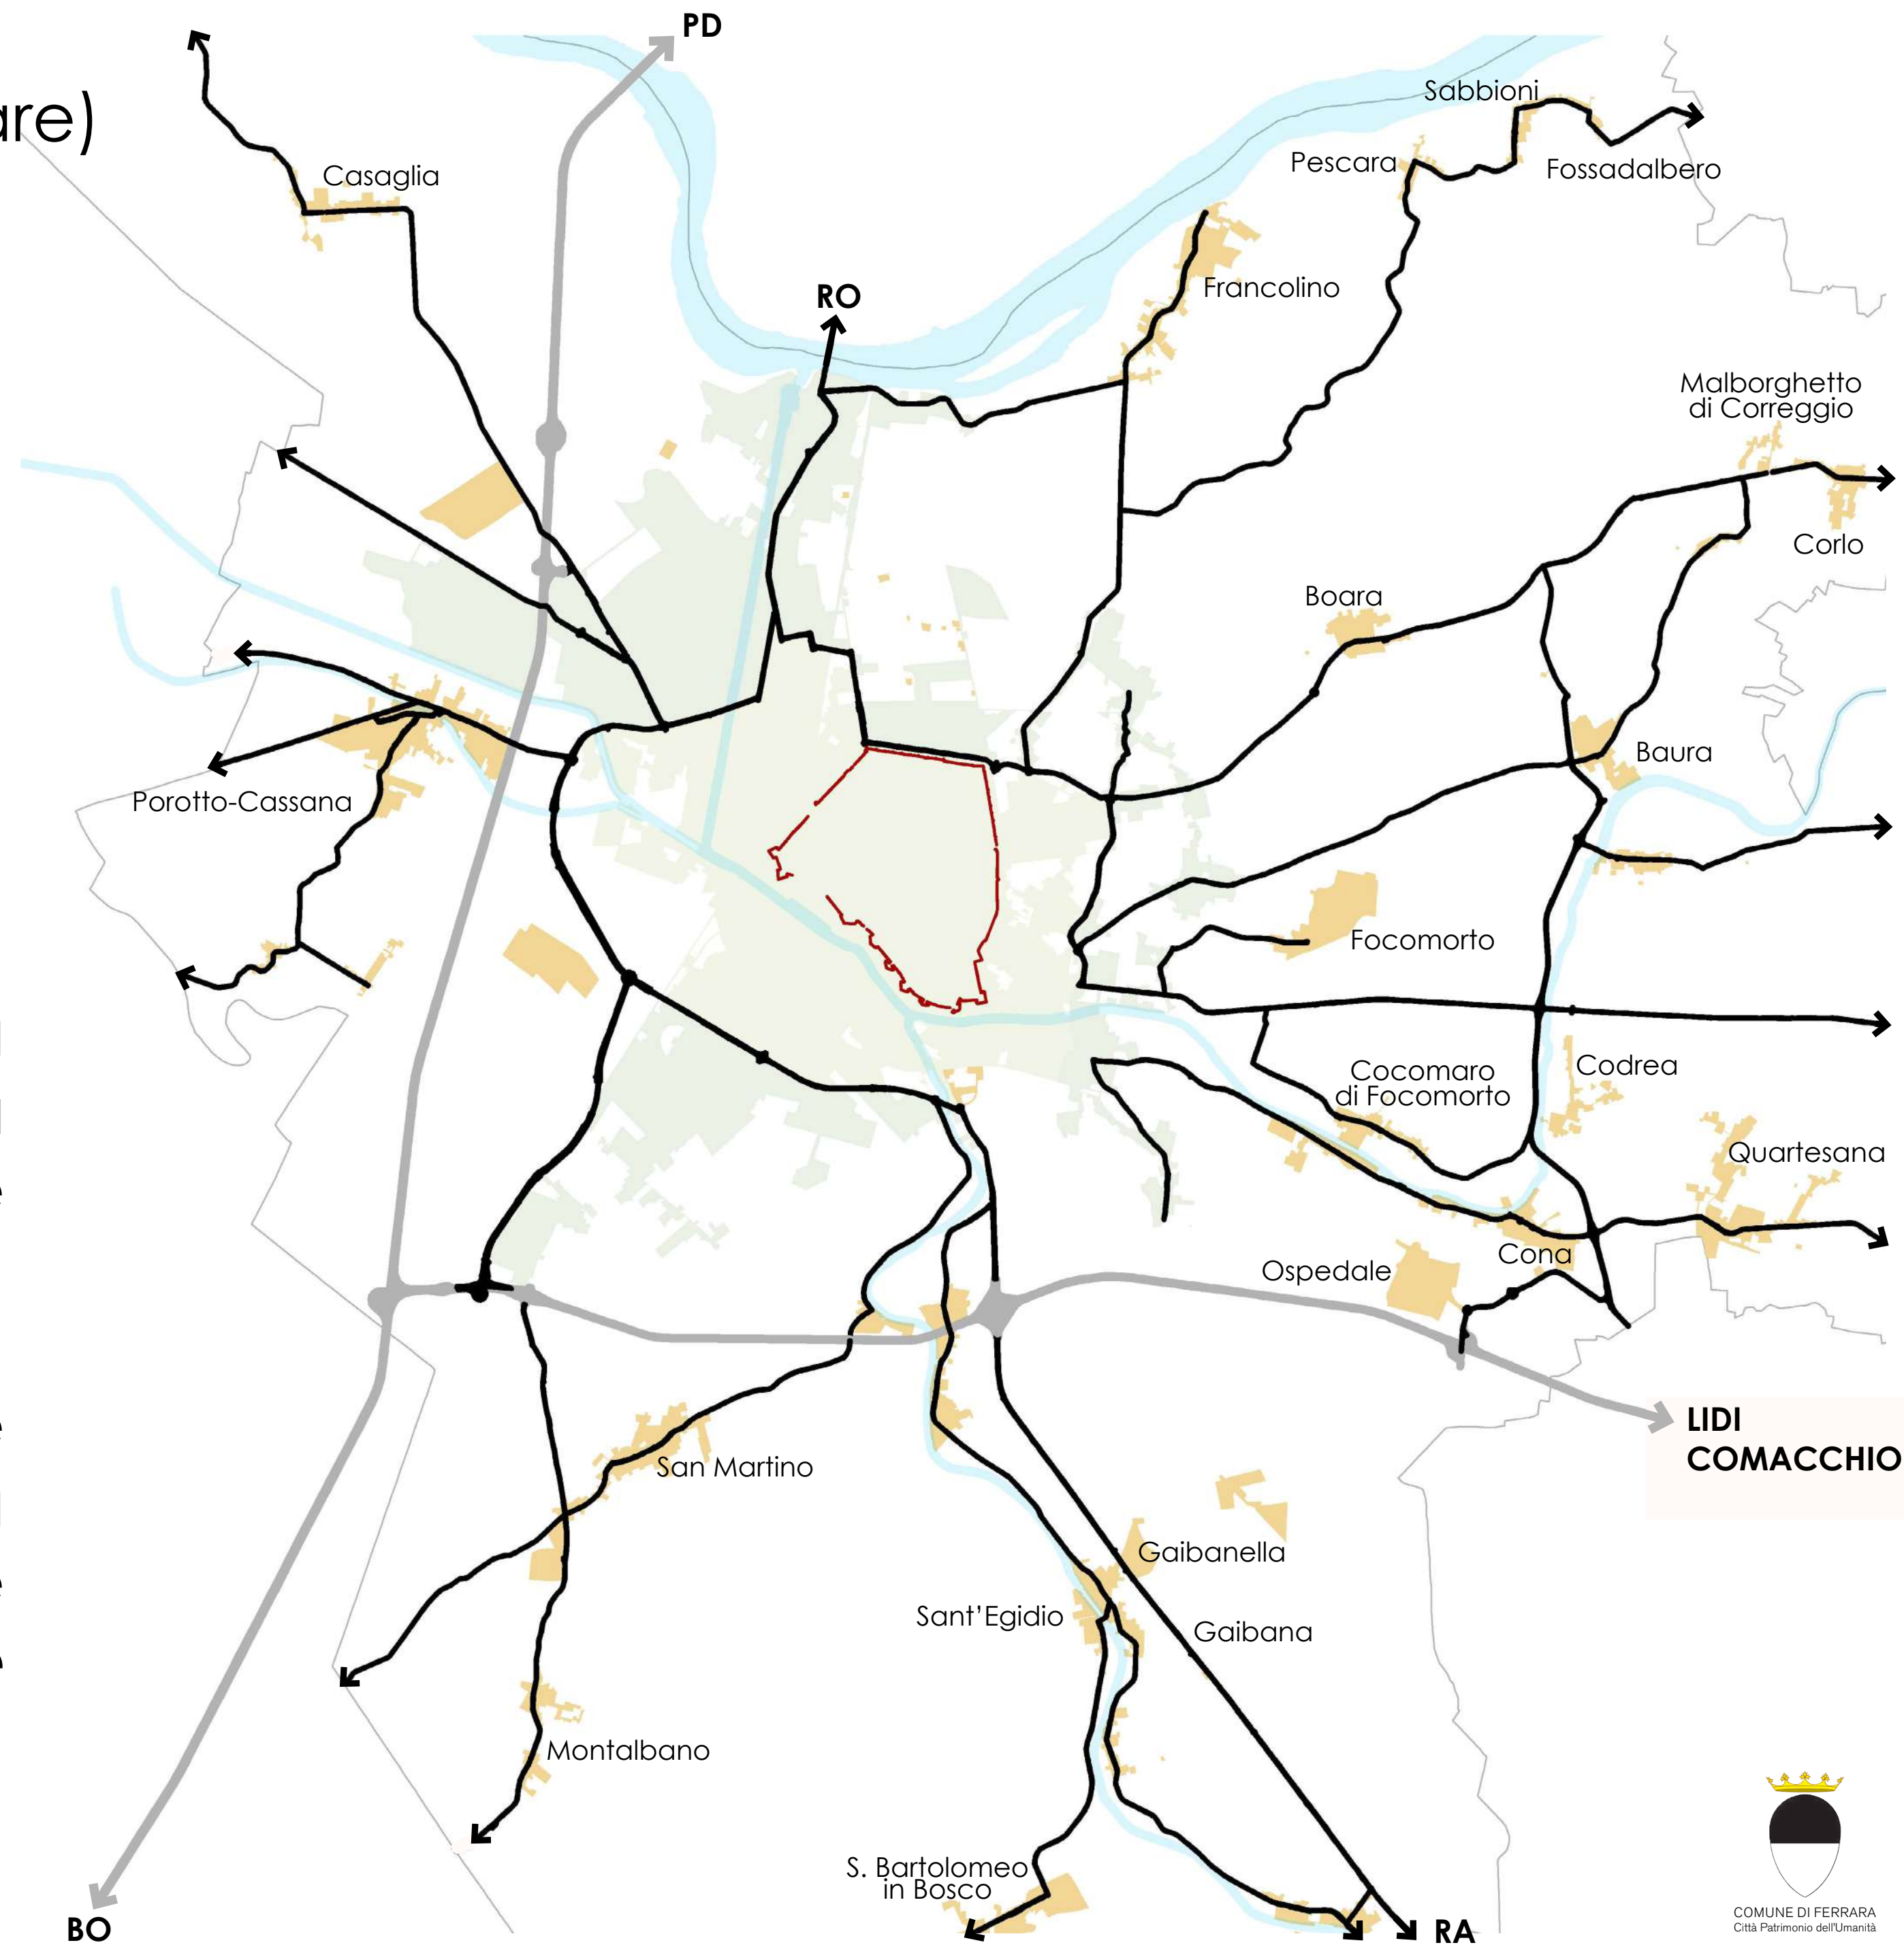 PD
are)
Sabbioni
Pescara
Fossadalbero
Casaglia
Francolino
RO
Malborghetto
di Correggio
Corlo
Boara
Baura
Porotto-Cassana
Focomorto
Cocomaro
di Focomorto
Codrea
Quartesana
Cona
Ospedale
LIDI
COMACCHIO
San Martino
Gaibanella
Sant'Egidio
Gaibana
Montalbano
S. Bartolomeo
in Bosco
BO
RA
COMUNE DI FERRARA
Città Patrimonio dell'Umanità